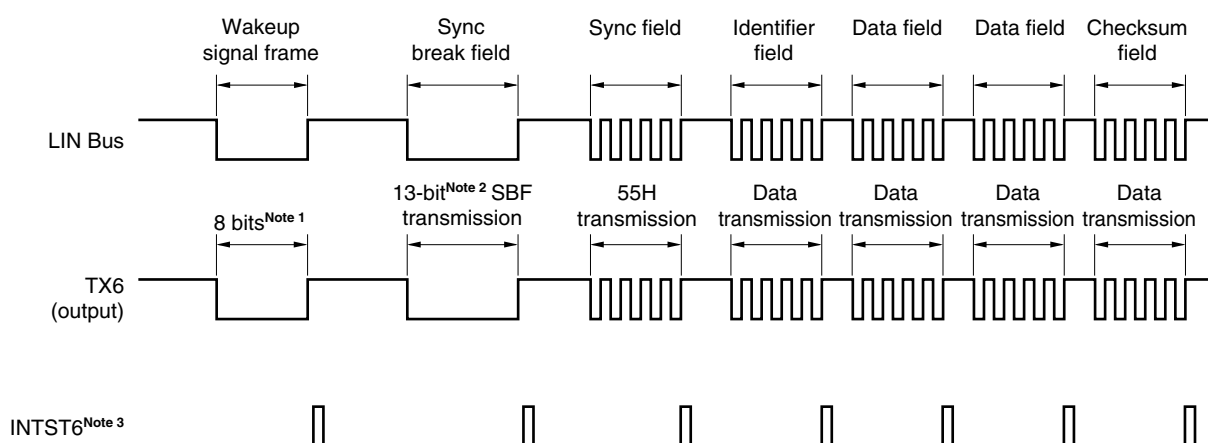 Wakeup
signal frame
Sync
break field
Sync field
Identifier
field
Data field
Data field
Checksum
field
LIN Bus
8 bitsNote 1
13-bitNote 2 SBF
transmission
55H
transmission
Data
transmission
Data
transmission
Data
transmission
Data
transmission
TX6
(output)
INTST6Note 3